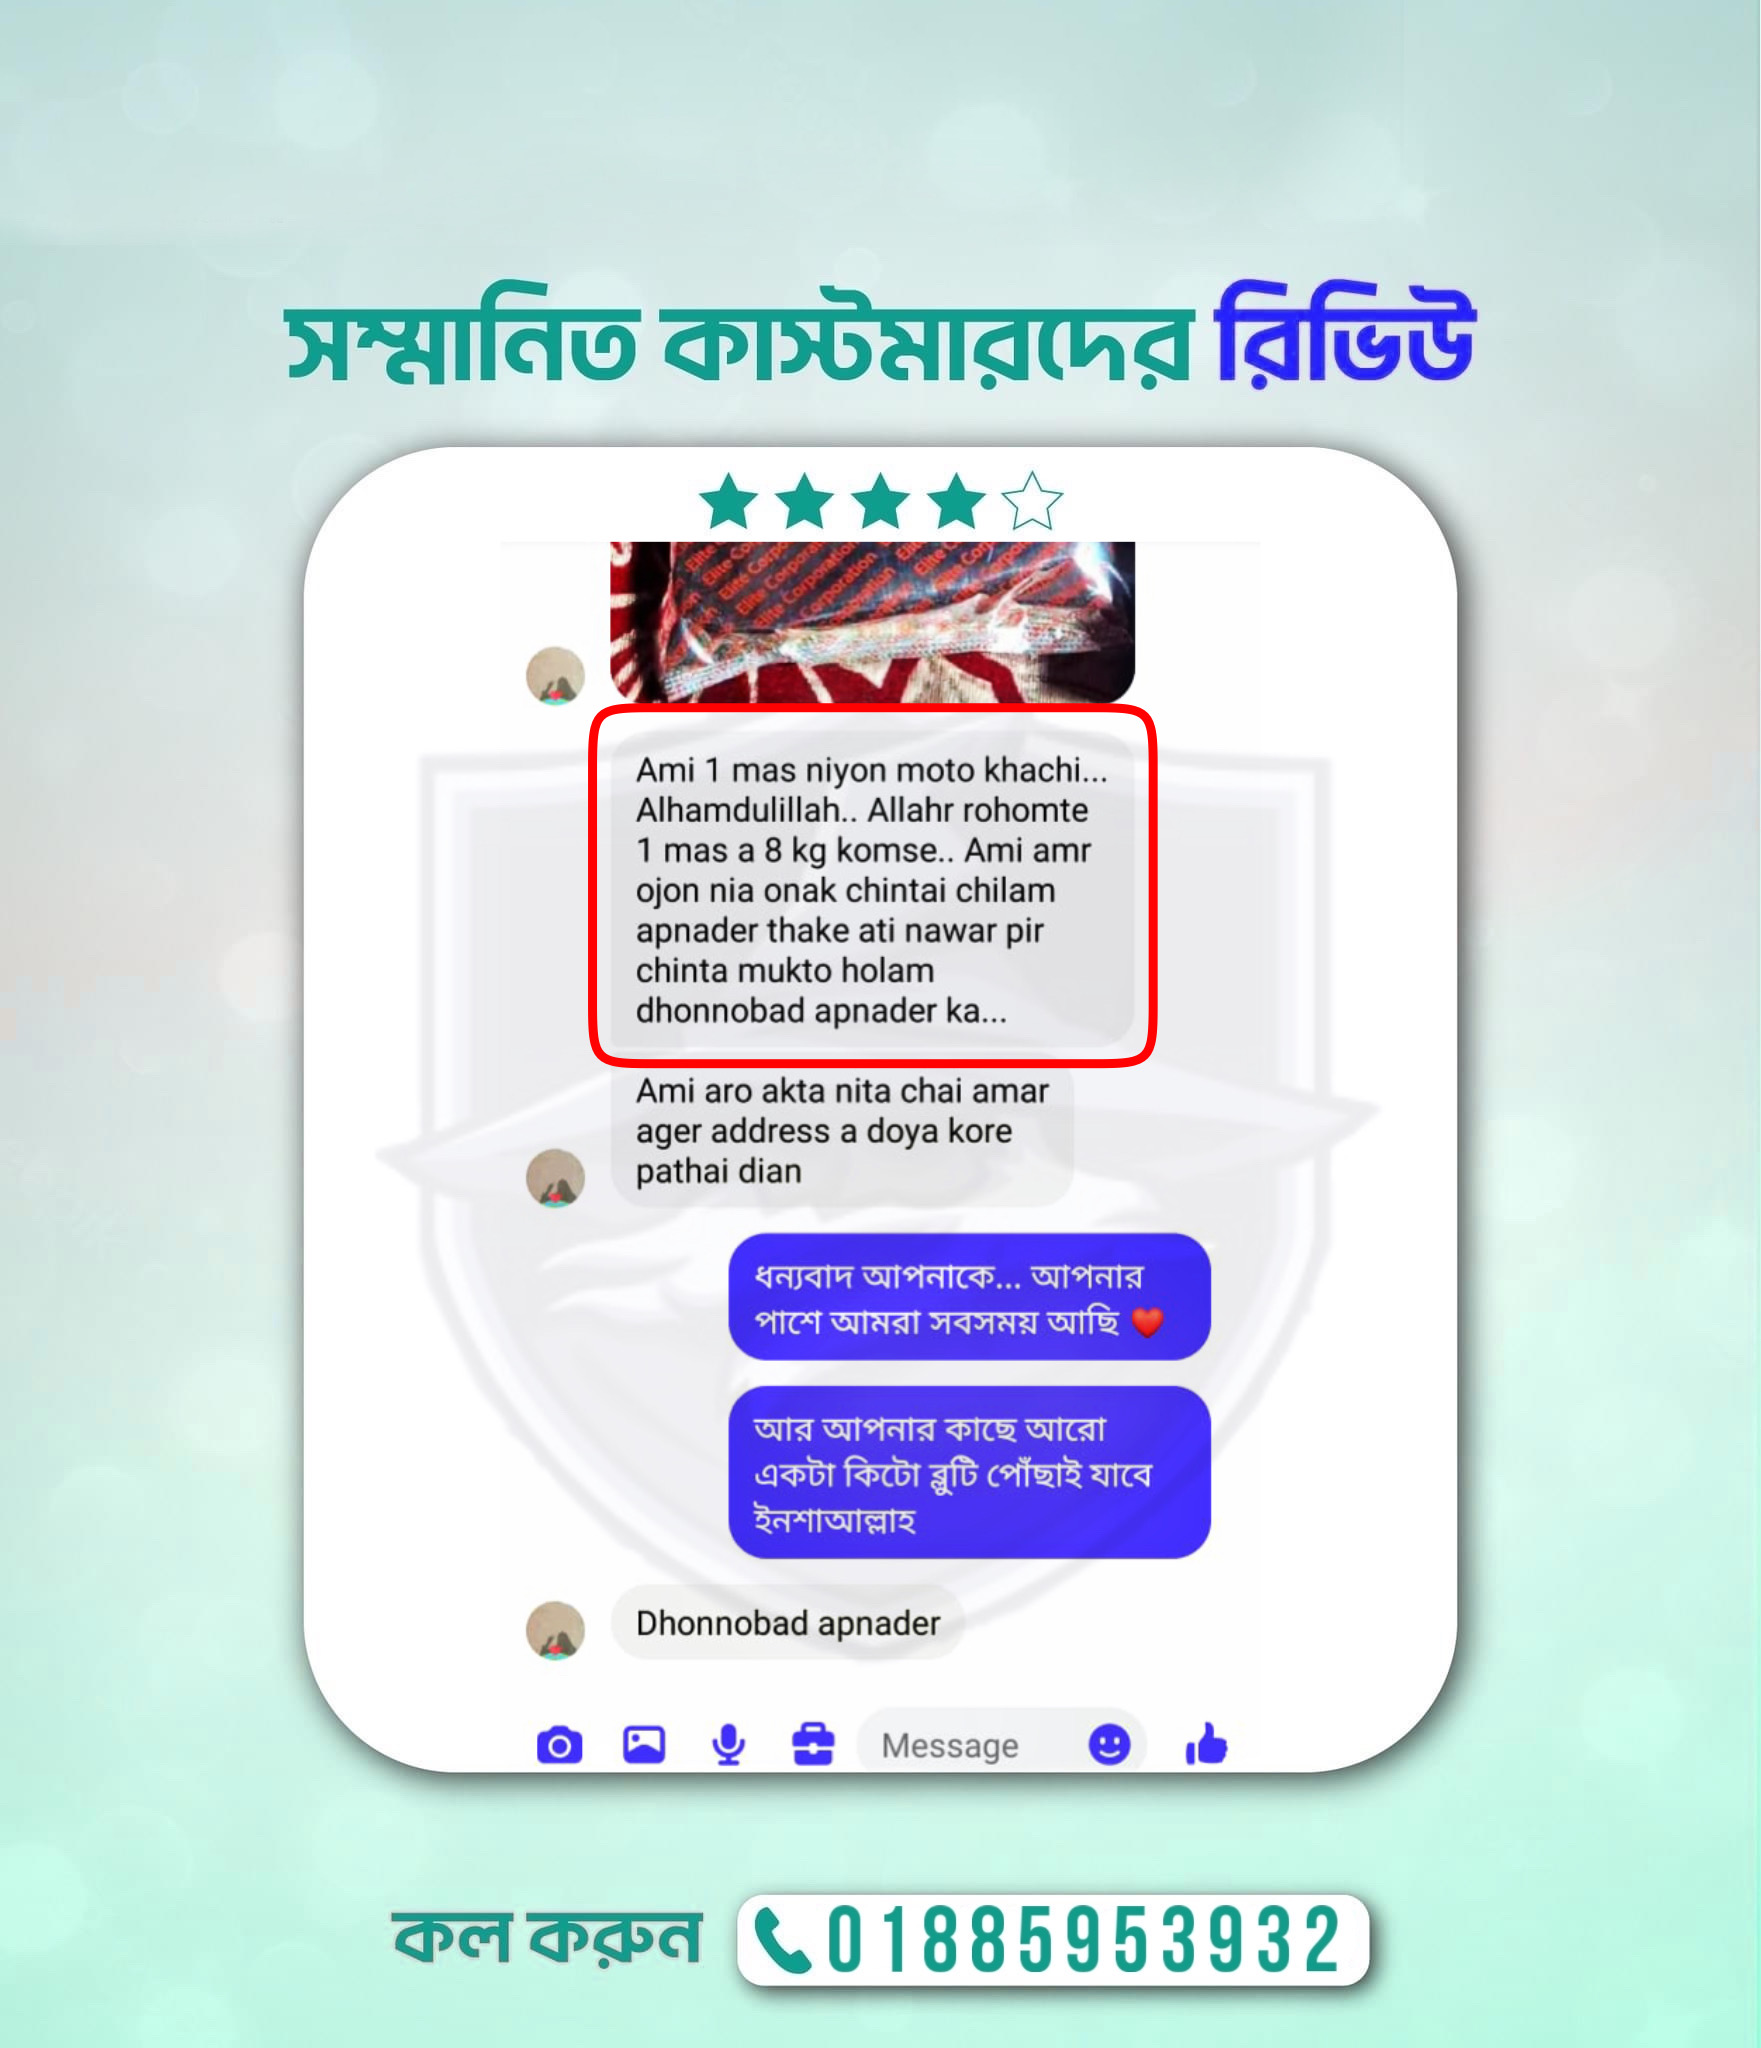 সম্মানিত কাস্টমারদের রিভিউ
Elite Corporation
Ami 1 mas niyon moto khachi...
Alhamdulillah.. Allahr rohomte
1 mas a 8 kg komse.. Ami amr
ojon nia onak chintai chilam
apnader thake ati nawar pir
chinta mukto holam
dhonnobad apnader ka...
Ami aro akta nita chai amar
ager address a doya kore
pathai dian
ধন্যবাদ আপনাকে... আপনার
পাশে আমরা সবসময় আছি ❤️
আর আপনার কাছে আরো
একটা কিটো ব্লুটি পৌঁছাই যাবে
ইনশাআল্লাহ
Dhonnobad apnader
Message
কল করুন 01885953932